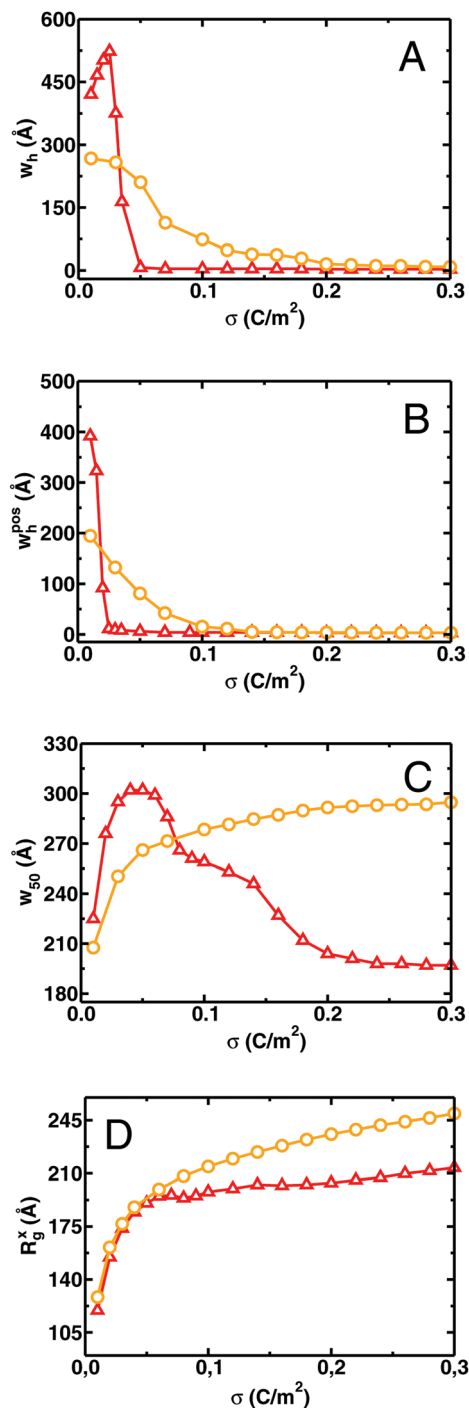 A
600
450
300
150
0
w_h (Å)
0.0 0.1 0.2 0.3
σ (C/m²)
B
500
400
300
200
100
0
w_h^pos (Å)
0.0 0.1 0.2 0.3
σ (C/m²)
C
330
300
270
240
210
180
w_50 (Å)
0.0 0.1 0.2 0.3
σ (C/m²)
D
245
210
175
140
105
R_g^x (Å)
0,0 0,1 0,2 0,3
σ (C/m²)